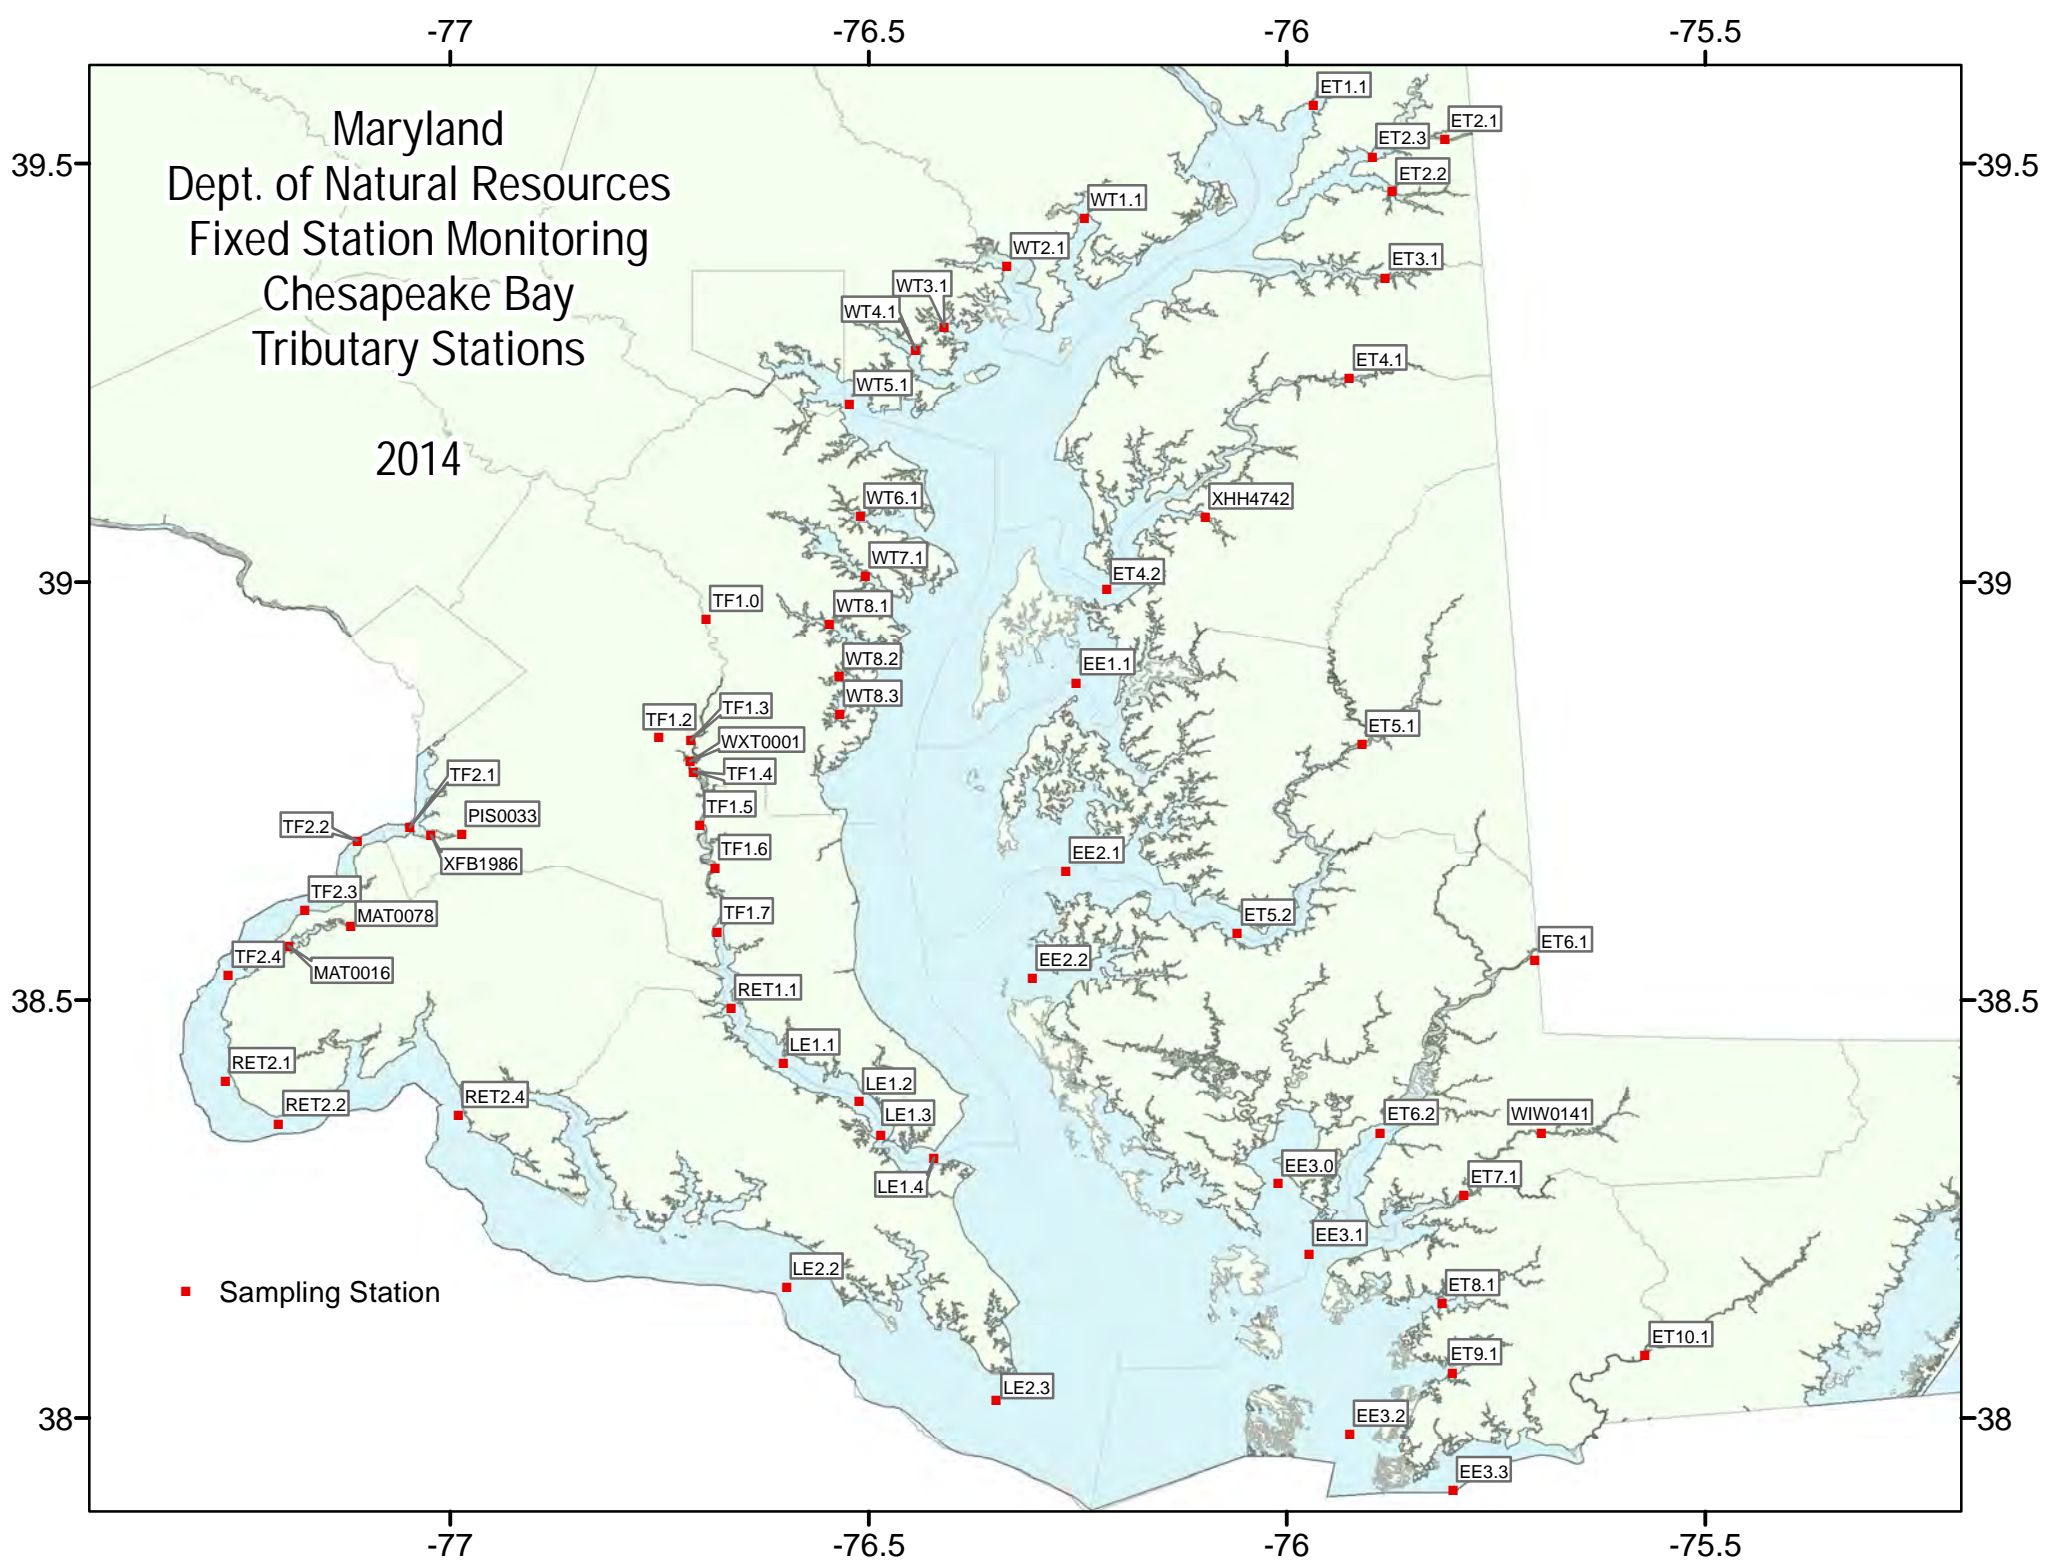 -77
-76.5
-76
-75.5
Maryland
Dept. of Natural Resources
Fixed Station Monitoring
Chesapeake Bay
Tributary Stations
2014
39.5
39.5
39
39
38.5
38.5
38
38
ET1.1
ET2.1
ET2.3
ET2.2
WT1.1
WT2.1
ET3.1
WT3.1
WT4.1
ET4.1
WT5.1
WT6.1
XHH4742
WT7.1
ET4.2
TF1.0
WT8.1
WT8.2
EE1.1
WT8.3
TF1.3
TF1.2
ET5.1
WXT0001
TF1.4
TF2.1
TF1.5
PIS0033
TF2.2
TF1.6
EE2.1
XFB1986
TF2.3
MAT0078
TF1.7
ET5.2
ET6.1
TF2.4
EE2.2
MAT0016
RET1.1
LE1.1
RET2.1
LE1.2
RET2.4
RET2.2
LE1.3
ET6.2
WIW0141
EE3.0
ET7.1
LE1.4
EE3.1
LE2.2
ET8.1
Sampling Station
ET10.1
ET9.1
LE2.3
EE3.2
EE3.3
-77
-76.5
-76
-75.5